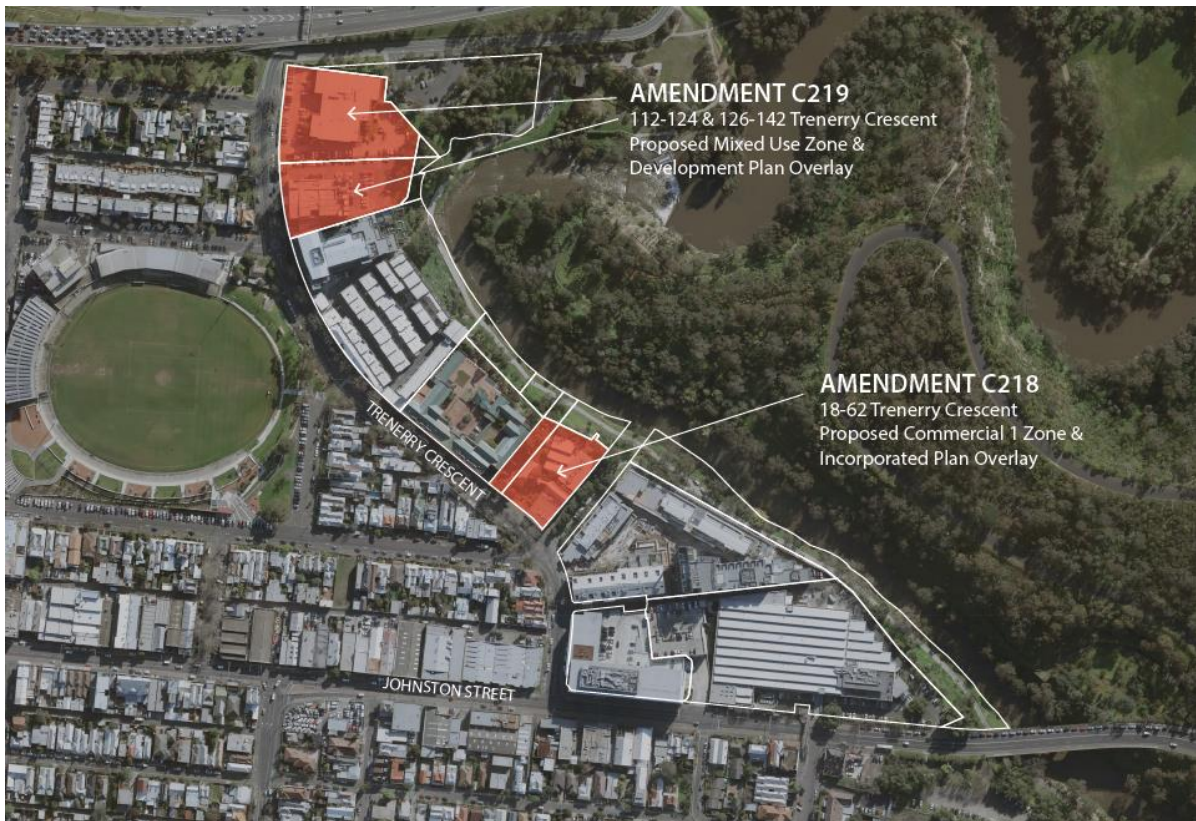 AMENDMENT C219
112-124 & 126-142 Trenerry Crescent
Proposed Mixed Use Zone &
Development Plan Overlay
AMENDMENT C218
18-62 Trenerry Crescent
Proposed Commercial 1 Zone &
Incorporated Plan Overlay
TRENERRY CRESCENT
JOHNSTON STREET